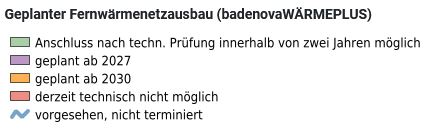 Geplanter Fernwärmenetzausbau (badenovaWÄRMEPLUS)
Anschluss nach techn. Prüfung innerhalb von zwei Jahren möglich
geplant ab 2027
geplant ab 2030
derzeit technisch nicht möglich
vorgesehen, nicht terminiert